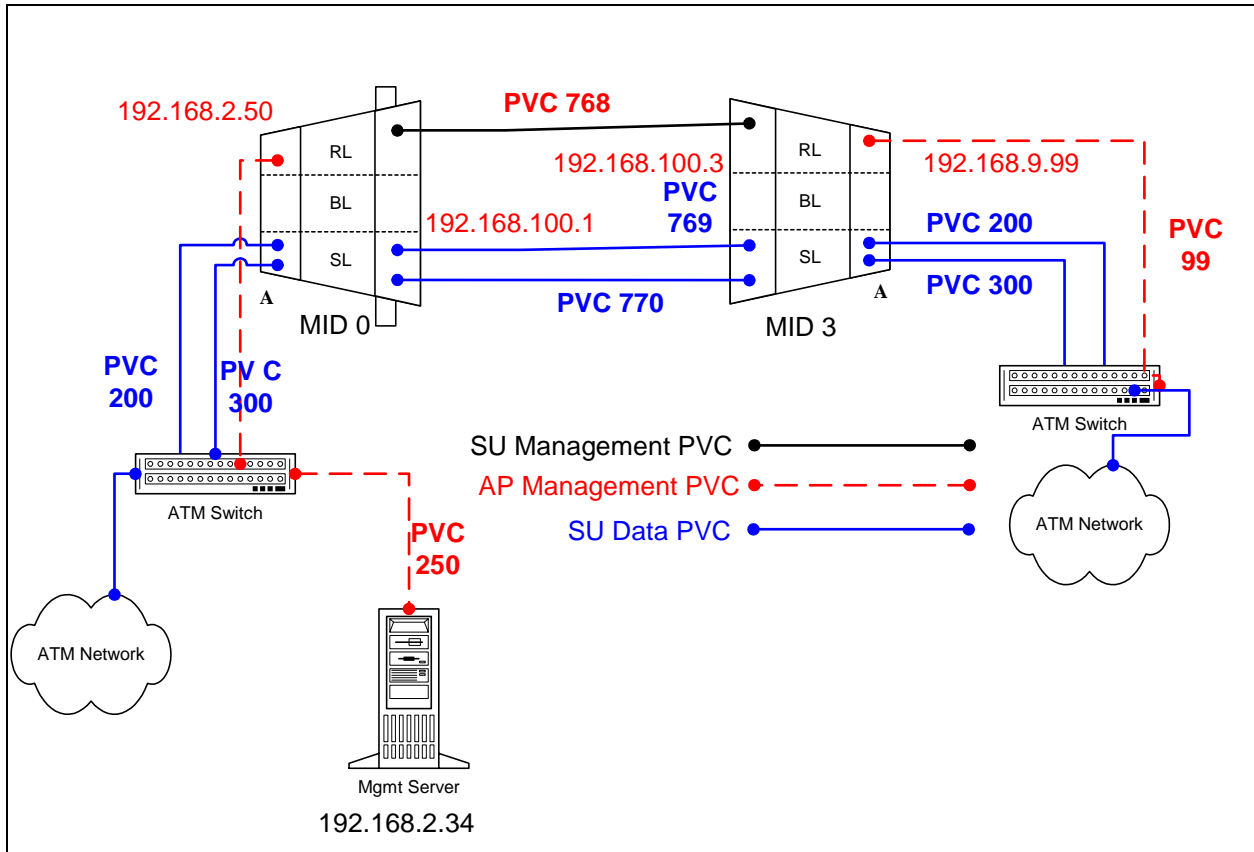 192.168.2.50
PVC 768
RL
BL
SL
A
MID 0
192.168.100.1
192.168.100.3
PVC
769
PVC 770
RL
BL
SL
A
MID 3
192.168.9.99
PVC 200
PVC 300
PVC
99
PVC
200
PV C
300
ATM Switch
ATM Switch
SU Management PVC
AP Management PVC
SU Data PVC
ATM Network
ATM Network
PVC
250
Mgmt Server
192.168.2.34